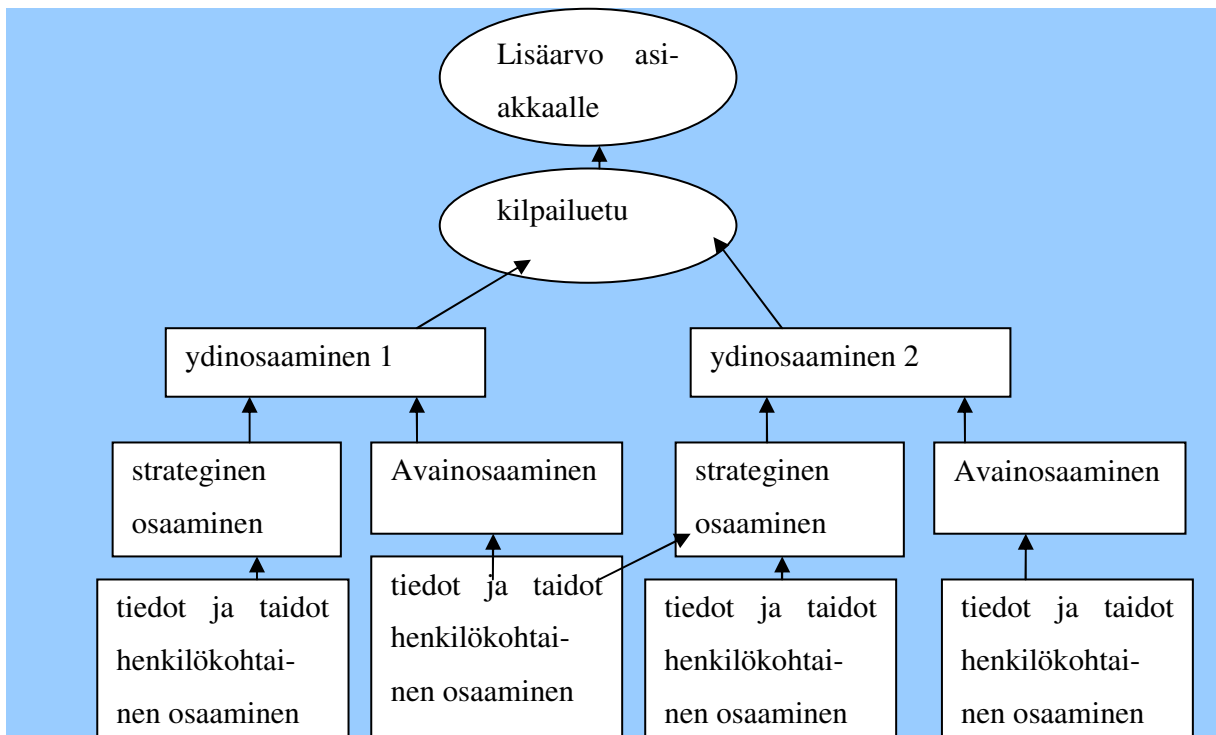 Lisäarvo asi-
akkaalle
kilpailuetu
ydinosaaminen 1
ydinosaaminen 2
strateginen
osaaminen
Avainosaaminen
strateginen
osaaminen
Avainosaaminen
tiedot ja taidot
henkilökohtai-
nen osaaminen
tiedot ja taidot
henkilökohtai-
nen osaaminen
tiedot ja taidot
henkilökohtai-
nen osaaminen
tiedot ja taidot
henkilökohtai-
nen osaaminen